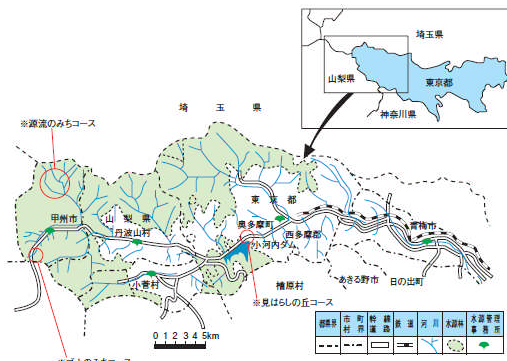 埼玉県
山梨県
東京都
神奈川県
埼玉県
※源流のみちコース
東京都
甲州市
山梨県
丹波山村
奥多摩町
小河内ダム
西多摩郡
青梅市
小菅村
檜原村
あきる野市
日の出町
※見はらしの丘コース
0 1 2 3 4 5km
都県界
市町村界
幹線道路
鉄道
河川
水源林
水源管理事務所